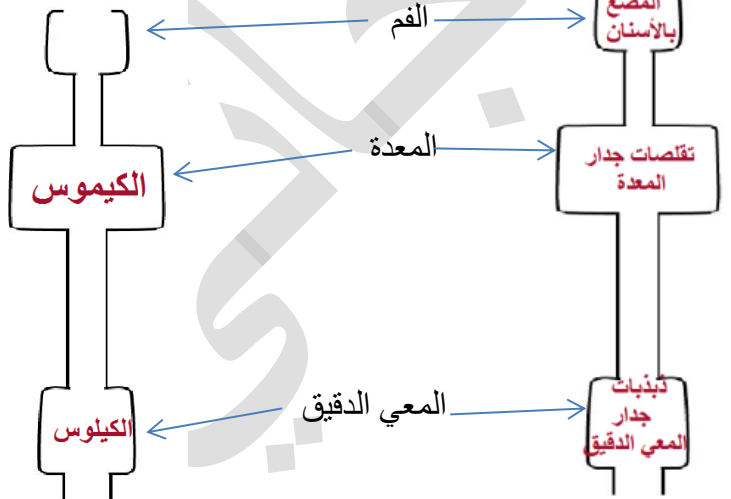 المضغ
بالأسنان
الفم
تقلصات جدار
المعدة
المعدة
الكيموس
ذبذبات
جدار
المعي الدقيق
المعي الدقيق
الكيلوس